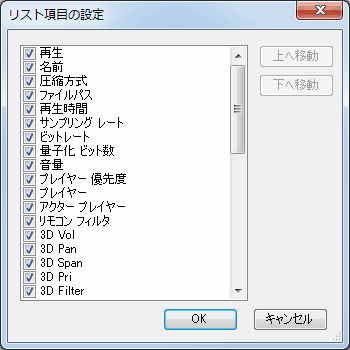 リスト項目の設定
再生
名前
圧縮方式
ファイルパス
再生時間
サンプリング レート
ビットレート
量子化 ビット数
音量
プレイヤー 優先度
プレイヤー
アクター プレイヤー
リモコン フィルタ
3D Vol
3D Pan
3D Span
3D Pri
3D Filter
上へ移動
下へ移動
OK
キャンセル